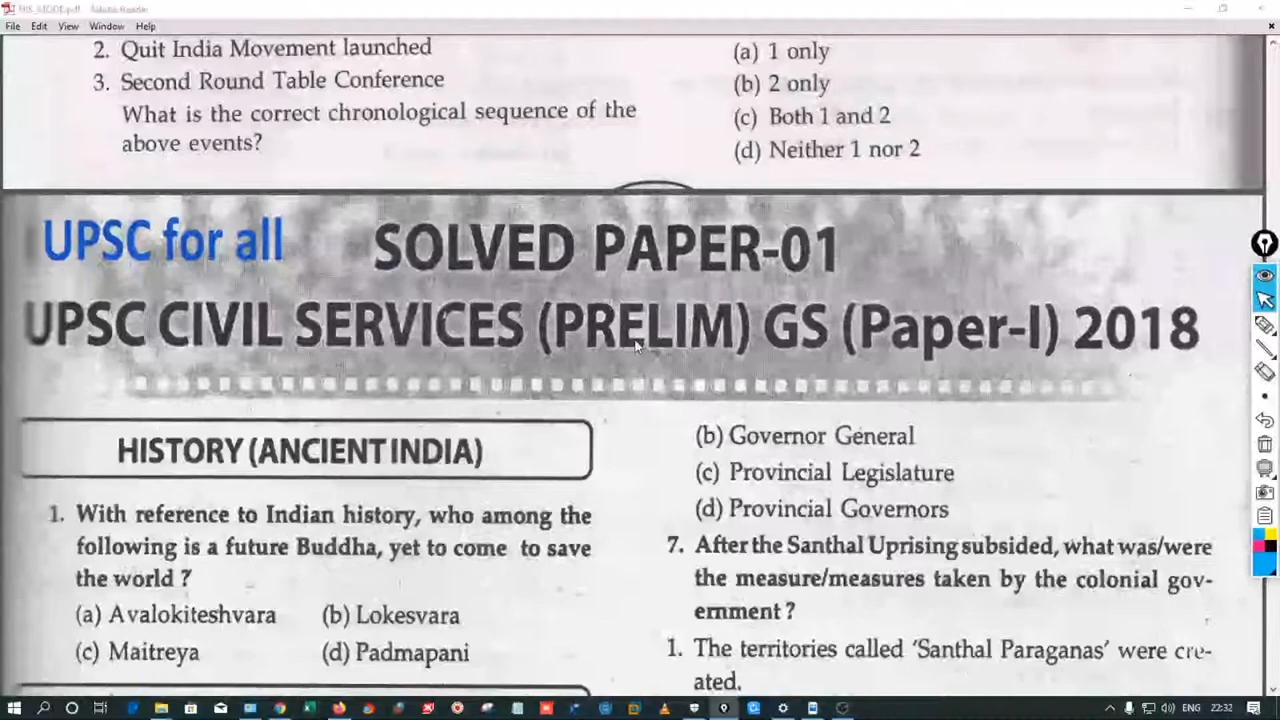 File Edit View Window Help
2. Quit India Movement launched
3. Second Round Table Conference
What is the correct chronological sequence of the
above events?
(a) 1 only
(b) 2 only
(c) Both 1 and 2
(d) Neither 1 nor 2
UPSC for all
SOLVED PAPER-01
UPSC CIVIL SERVICES (PRELIM) GS (Paper-I) 2018
HISTORY (ANCIENT INDIA)
1. With reference to Indian history, who among the
following is a future Buddha, yet to come to save
the world ?
(a) Avalokiteshvara (b) Lokesvara
(c) Maitreya (d) Padmapani
(b) Governor General
(c) Provincial Legislature
(d) Provincial Governors
7. After the Santhal Uprising subsided, what was/were
the measure/measures taken by the colonial gov-
ernment ?
1. The territories called ‘Santhal Paraganas’ were cre-
ated.
ENG 22:32